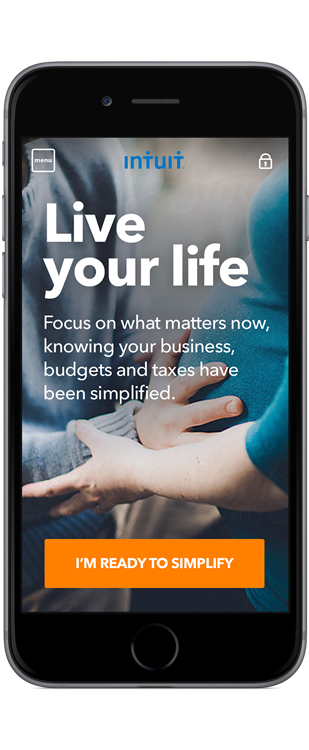 menu
intuit
Live
your life
Focus on what matters now,
knowing your business,
budgets and taxes have
been simplified.
I'M READY TO SIMPLIFY